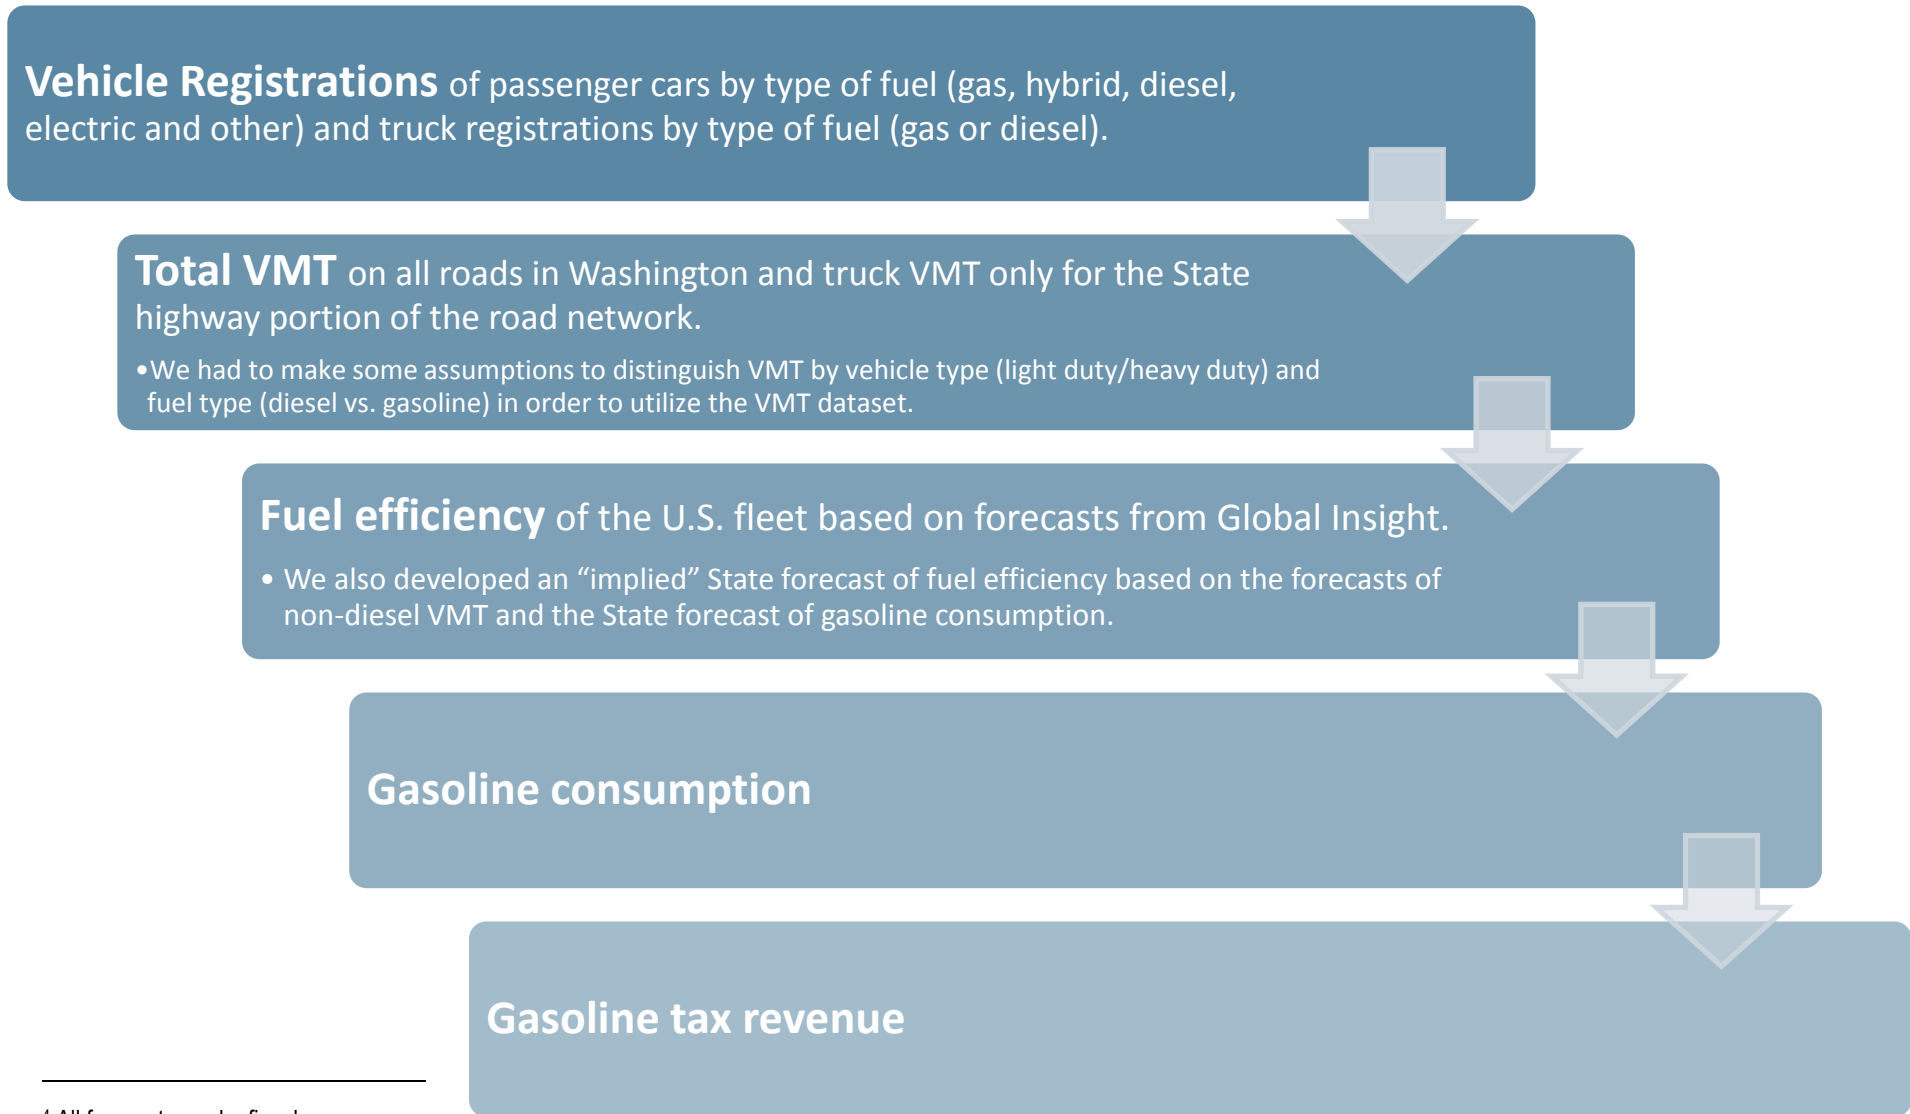 Vehicle Registrations of passenger cars by type of fuel (gas, hybrid, diesel,
electric and other) and truck registrations by type of fuel (gas or diesel).
Total VMT on all roads in Washington and truck VMT only for the State
highway portion of the road network.
•We had to make some assumptions to distinguish VMT by vehicle type (light duty/heavy duty) and
fuel type (diesel vs. gasoline) in order to utilize the VMT dataset.
Fuel efficiency of the U.S. fleet based on forecasts from Global Insight.
• We also developed an “implied” State forecast of fuel efficiency based on the forecasts of
non-diesel VMT and the State forecast of gasoline consumption.
Gasoline consumption
Gasoline tax revenue